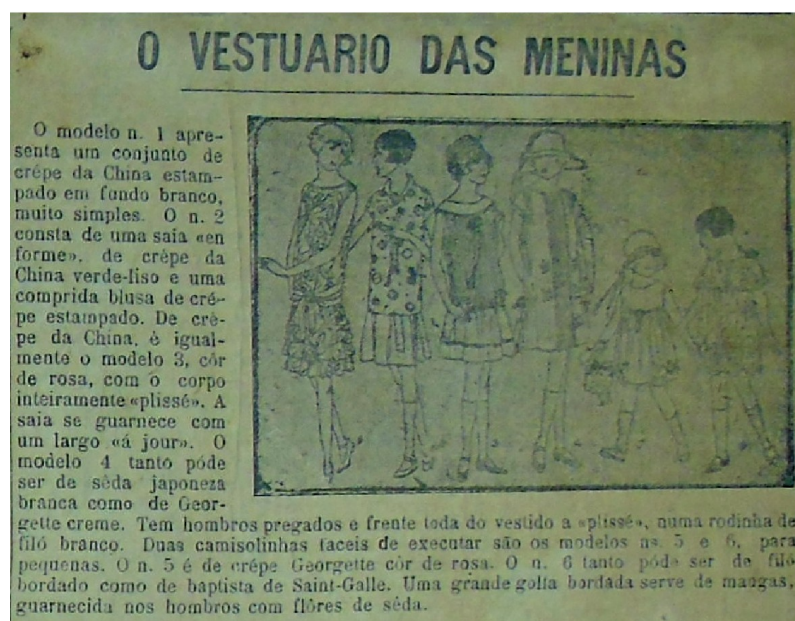 O VESTUARIO DAS MENINAS
O modelo n. 1 apre-
senta um conjunto de
crépe da China estam-
pado em fundo branco,
muito simples. O n. 2
consta de uma saia «en
forme». de crêpe da
China verde-liso e uma
comprida blusa de cré-
pe estampado. De crê-
pe da China, é igual-
mente o modelo 3, côr
de rosa, com o corpo
inteiramente «plissé». A
saia se guarnece com
um largo «á jour». O
modelo 4 tanto póde
ser de sêda japoneza
branca como de Geor-
gette creme. Tem hombros pregados e frente toda do vestido a «plissé», numa rodinha de
filó branco. Duas camisolinhas faceis de executar são os modelos ns. 5 e 6, para
pequenas. O n. 5 é de crépe Georgette côr de rosa. O n. 6 tanto póde ser de filó
bordado como de baptista de Saint-Galle. Uma grande golla bordada serve de mangas,
guarnecida nos hombros com flôres de sêda.